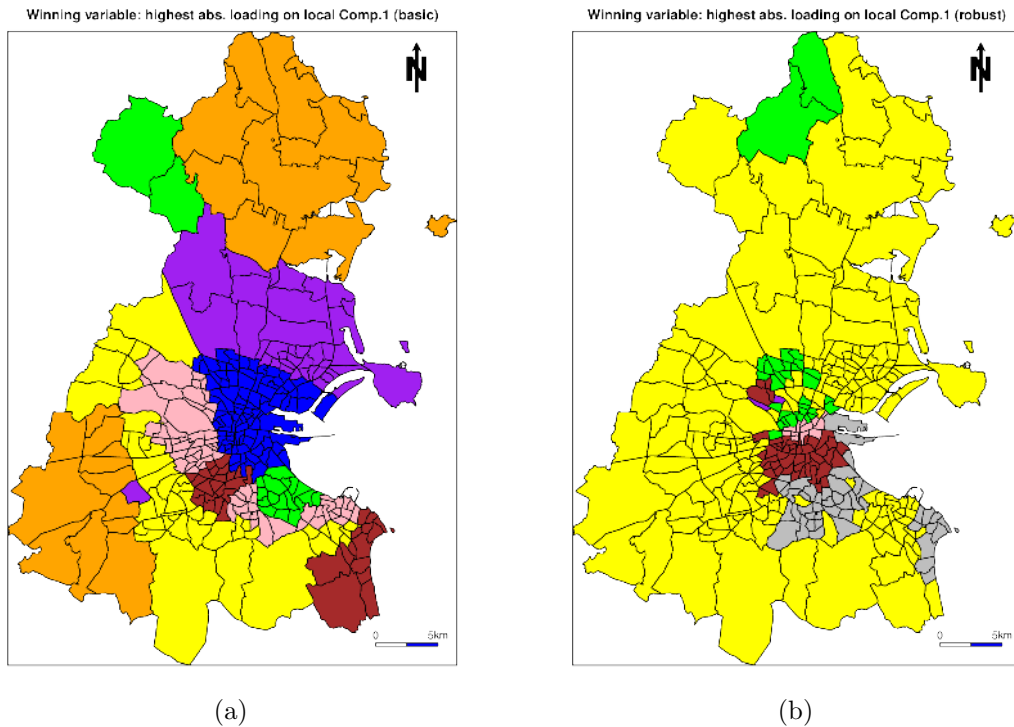 Winning variable: highest abs. loading on local Comp.1 (basic)
N
0 5km
(a)
Winning variable: highest abs. loading on local Comp.1 (robust)
N
0 5km
(b)